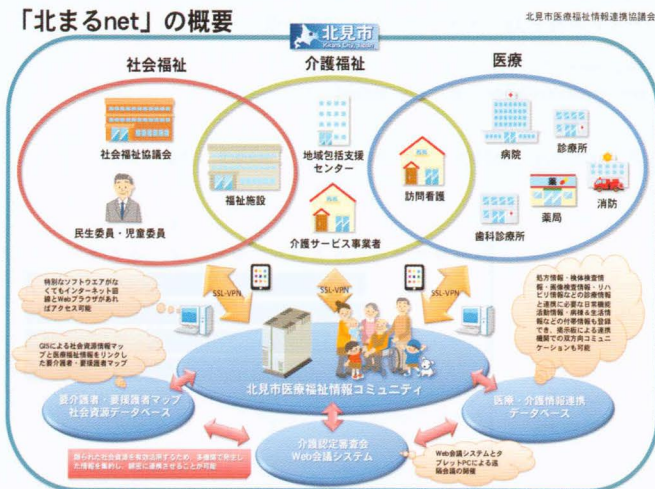 「北まるnet」の概要
北見市医療福祉情報連携協議会
北見市
社会福祉
介護福祉
医療
社会福祉協議会
民生委員・児童委員
福祉施設
地域包括支援
センター
介護サービス事業者
訪問看護
病院
診療所
薬
薬局
消防
歯科診療所
SSL-VPN
SSL-VPN
SSL-VPN
特別なソフトウエアがな
くてもインターネット回
線とWebブラウザがあれ
ばアクセス可能
GISによる社会資源情報マッ
プと医療福祉情報をリンクし
た要介護者・要援護者マップ
処方情報・検体検査情
報・画像検査情報・リハ
ビリ情報などの診療情報
と連携に必要な日常機能
活動情報・病棟&生活情
報などの付帯情報も登録
でき、掲示板による連携
機関での双方向コミュニ
ケーションも可能
北見市医療福祉情報コミュニティ
要介護者・要援護者マップ
社会資源データベース
医療・介護情報連携
データベース
介護認定審査会
Web会議システム
限られた社会資源を有効活用するため、多機関で発生し
た情報を集約し、綿密に連携させることが可能
Web会議システムとタ
ブレットPCによる遠
隔会議の開催